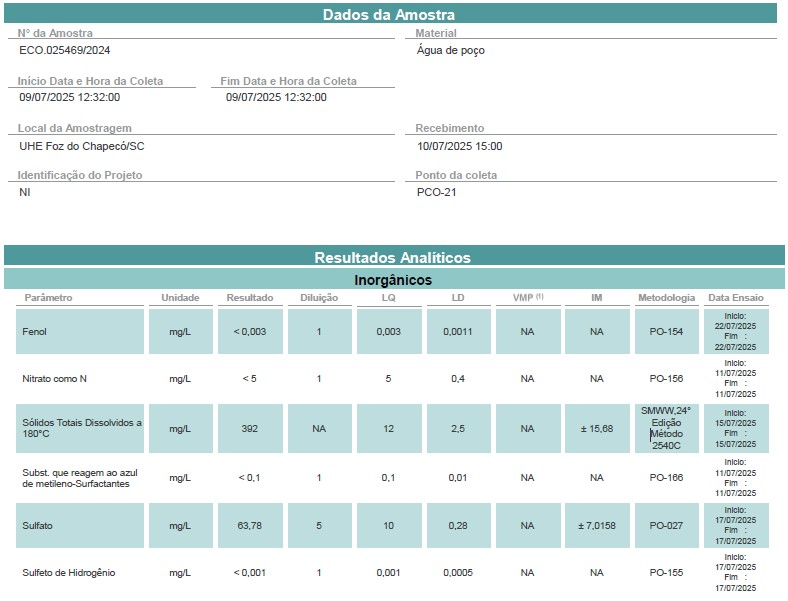 Dados da Amostra
N° da Amostra
Material
ECO.025469/2024
Água de poço
Início Data e Hora da Coleta
Fim Data e Hora da Coleta
09/07/2025 12:32:00
09/07/2025 12:32:00
Local da Amostragem
Recebimento
UHE Foz do Chapecó/SC
10/07/2025 15:00
Identificação do Projeto
Ponto da coleta
NI
PCO-21
Resultados Analíticos
Inorgânicos
Parâmetro Unidade Resultado Diluição LQ LD VMP (1) IM Metodologia Data Ensaio
Fenol mg/L < 0,003 1 0,003 0,0011 NA NA PO-154
Início:
22/07/2025
Fim :
22/07/2025
Nitrato como N mg/L < 5 1 5 0,4 NA NA PO-156
Início:
11/07/2025
Fim :
11/07/2025
Sólidos Totais Dissolvidos a
180°C
mg/L 392 NA 12 2,5 NA ± 15,68
SMWW,24°
Edição
Método
2540C
Início:
15/07/2025
Fim :
15/07/2025
Subst. que reagem ao azul
de metileno-Surfactantes
mg/L < 0,1 1 0,1 0,01 NA NA PO-166
Início:
11/07/2025
Fim :
11/07/2025
Sulfato mg/L 63,78 5 10 0,28 NA ± 7,0158 PO-027
Início:
17/07/2025
Fim :
17/07/2025
Sulfeto de Hidrogênio mg/L < 0,001 1 0,001 0,0005 NA NA PO-155
Início:
17/07/2025
Fim :
17/07/2025